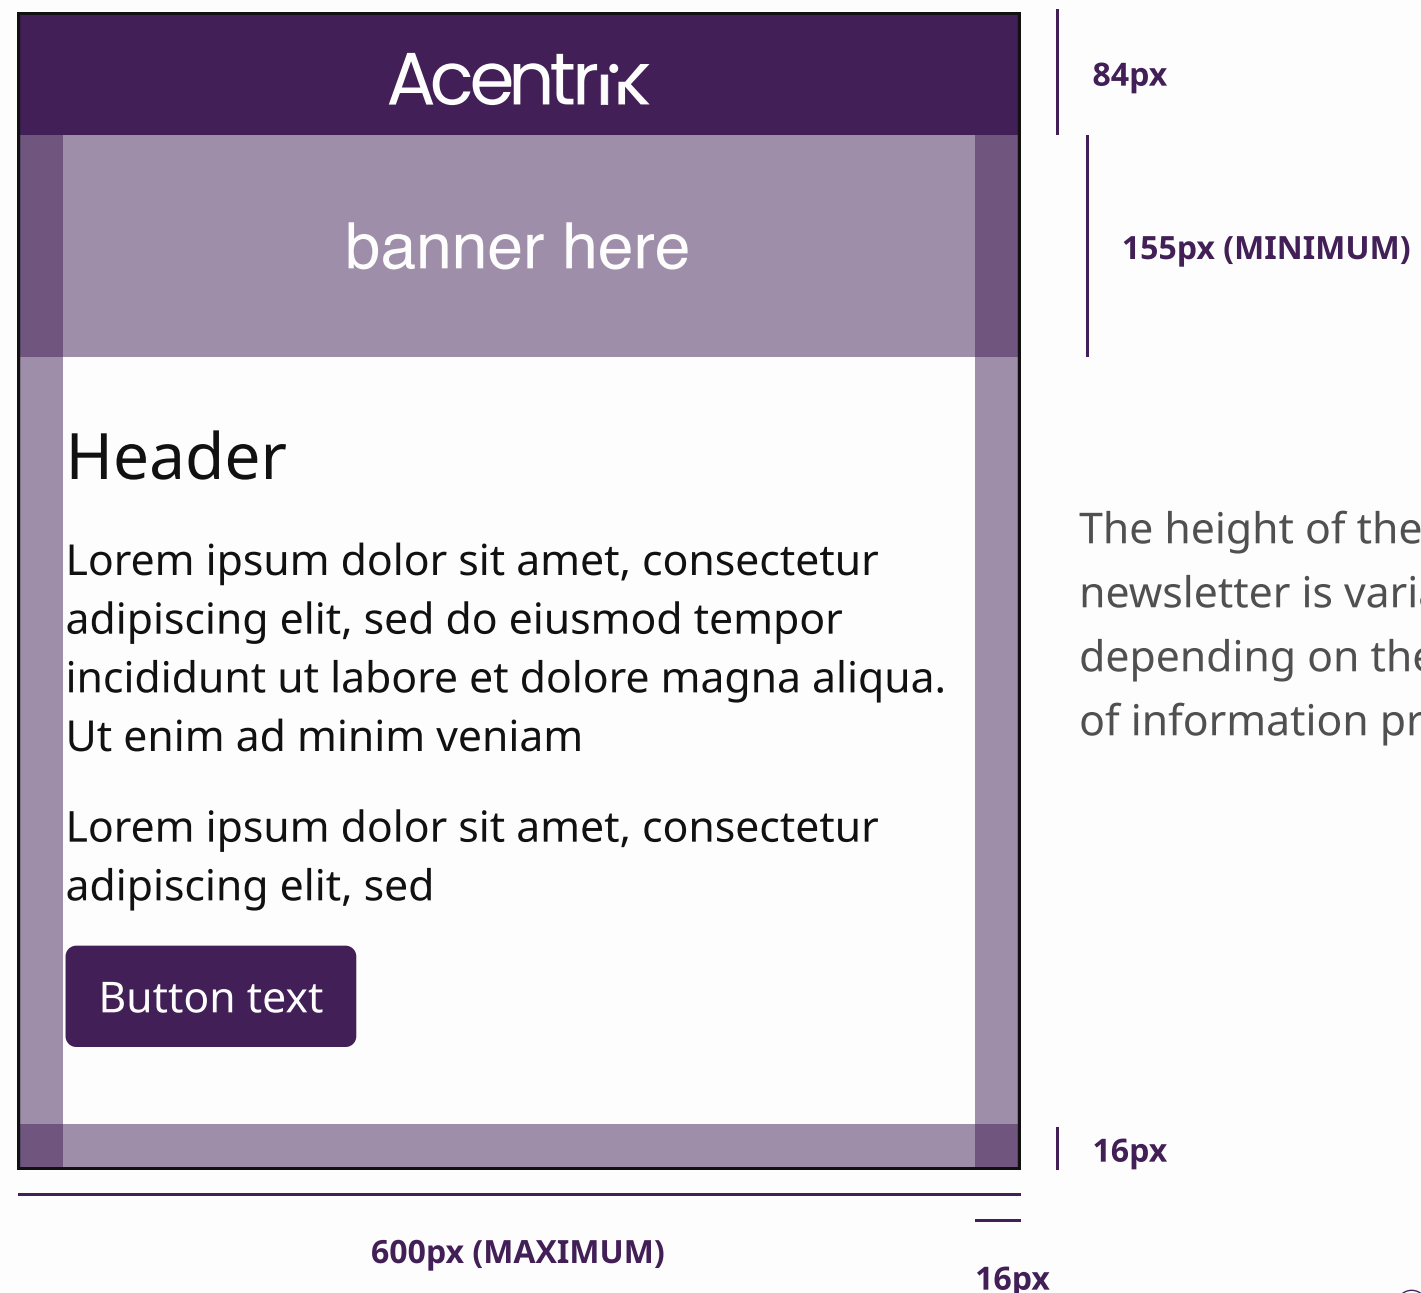 Acentrik
84px
banner here
155px (MINIMUM)
Header
Lorem ipsum dolor sit amet, consectetur
adipiscing elit, sed do eiusmod tempor
incididunt ut labore et dolore magna aliqua.
Ut enim ad minim veniam
Lorem ipsum dolor sit amet, consectetur
adipiscing elit, sed
Button text
The height of the
newsletter is
depending on the
of information
16px
600px (MAXIMUM)
16px